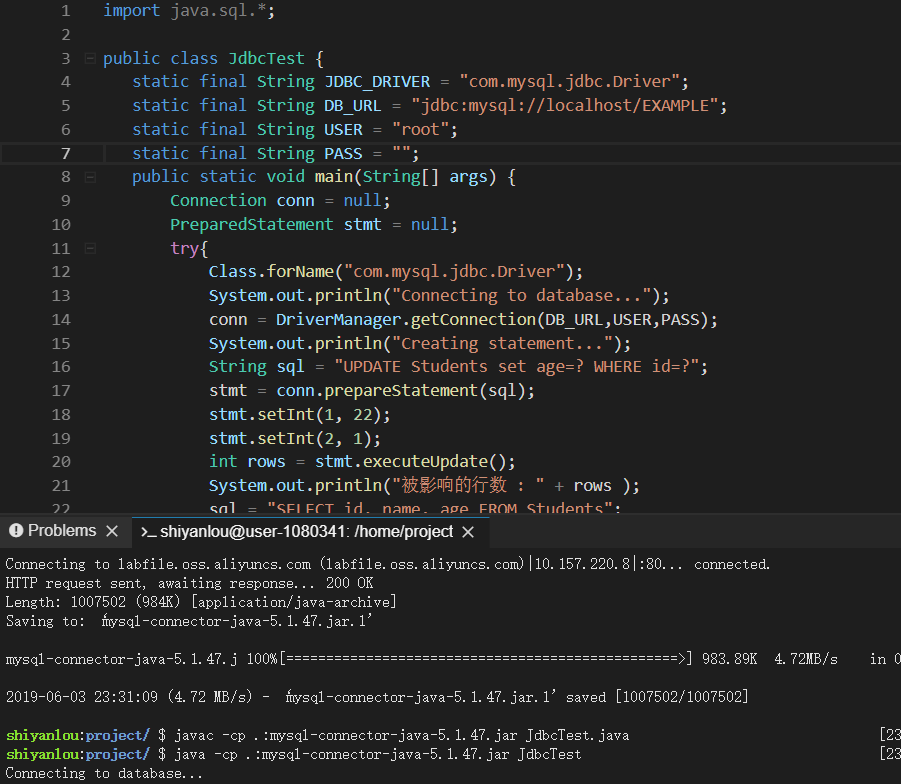 1 import java.sql.*;
2
3 public class JdbcTest {
4 static final String JDBC_DRIVER = "com.mysql.jdbc.Driver";
5 static final String DB_URL = "jdbc:mysql://localhost/EXAMPLE";
6 static final String USER = "root";
7 static final String PASS = "";
8 public static void main(String[] args) {
9 Connection conn = null;
10 PreparedStatement stmt = null;
11 try{
12 Class.forName("com.mysql.jdbc.Driver");
13 System.out.println("Connecting to database...");
14 conn = DriverManager.getConnection(DB_URL,USER,PASS);
15 System.out.println("Creating statement...");
16 String sql = "UPDATE Students set age=? WHERE id=?";
17 stmt = conn.prepareStatement(sql);
18 stmt.setInt(1, 22);
19 stmt.setInt(2, 1);
20 int rows = stmt.executeUpdate();
21 System.out.println("被影响的行数 : " + rows );
22 sql = "SELECT id, name, age FROM Students";
Problems × >_ shiyanlou@user-1080341: /home/project ×
Connecting to labfile.oss.aliyuncs.com (labfile.oss.aliyuncs.com)|10.157.220.8|:80... connected.
HTTP request sent, awaiting response... 200 OK
Length: 1007502 (984K) [application/java-archive]
Saving to: ‘mysql-connector-java-5.1.47.jar.1’
mysql-connector-java-5.1.47.j 100%[=================================================>] 983.89K 4.72MB/s in 0
2019-06-03 23:31:09 (4.72 MB/s) - ‘mysql-connector-java-5.1.47.jar.1’ saved [1007502/1007502]
shiyanlou:project/ $ javac -cp .:mysql-connector-java-5.1.47.jar JdbcTest.java [23
shiyanlou:project/ $ java -cp .:mysql-connector-java-5.1.47.jar JdbcTest [23
Connecting to database...